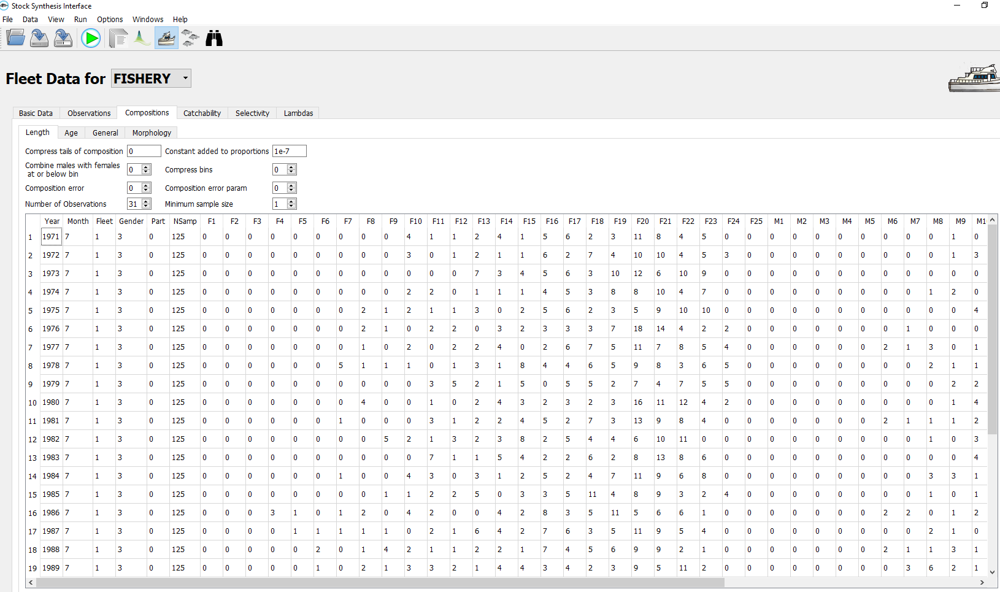 Stock Synthesis Interface
File Data View Run Options Windows Help
Fleet Data for FISHERY
Basic Data Observations Compositions Catchability Selectivity Lambdas
Length Age General Morphology
Compress tails of composition 0 Constant added to proportions 1e-7
Combine males with females
at or below bin 0 Compress bins 0
Composition error 0 Composition error param 0
Number of Observations 31 Minimum sample size 1
Year Month Fleet Gender Part NSamp F1 F2 F3 F4 F5 F6 F7 F8 F9 F10 F11 F12 F13 F14 F15 F16 F17 F18 F19 F20 F21 F22 F23 F24 F25 M1 M2 M3 M4 M5 M6 M7 M8 M9
1 1971 7 1 3 0 125 0 0 0 0 0 0 0 0 0 4 1 1 2 4 1 5 6 2 3 11 8 4 5 0 0 0 0 0 0 0 0 0 0 1 0
2 1972 7 1 3 0 125 0 0 0 0 0 0 0 0 0 3 0 1 2 1 1 6 2 7 4 10 10 4 5 3 0 0 0 0 0 0 0 0 0 1 3
3 1973 7 1 3 0 125 0 0 0 0 0 0 0 0 0 0 0 0 7 3 4 5 6 3 10 12 6 10 9 0 0 0 0 0 0 0 0 0 0 0 0
4 1974 7 1 3 0 125 0 0 0 0 0 0 0 0 0 2 2 0 1 1 1 4 5 3 8 8 10 4 7 0 0 0 0 0 0 0 0 0 1 2 0
5 1975 7 1 3 0 125 0 0 0 0 0 0 0 2 1 2 1 1 3 0 2 5 6 2 3 5 9 10 10 0 0 0 0 0 0 0 0 0 0 0 4
6 1976 7 1 3 0 125 0 0 0 0 0 0 0 2 1 0 2 2 0 3 2 3 3 3 7 18 14 4 2 2 0 0 0 0 0 0 0 1 0 0 0
7 1977 7 1 3 0 125 0 0 0 0 0 0 0 1 0 2 0 2 2 4 0 2 6 7 5 11 7 8 5 4 0 0 0 0 0 0 2 1 3 0 1
8 1978 7 1 3 0 125 0 0 0 0 0 0 5 1 1 1 0 1 3 1 8 4 4 6 5 9 8 3 6 5 0 0 0 0 0 0 0 0 2 1 1
9 1979 7 1 3 0 125 0 0 0 0 0 0 0 0 0 0 3 5 2 1 5 0 5 5 2 7 4 7 5 5 0 0 0 0 0 0 0 0 0 2 2
10 1980 7 1 3 0 125 0 0 0 0 0 0 0 4 0 0 1 0 2 4 3 2 3 2 3 16 11 12 4 2 0 0 0 0 0 0 0 0 0 1 4
11 1981 7 1 3 0 125 0 0 0 0 0 0 1 0 0 0 3 1 2 2 4 5 2 7 3 13 9 8 4 0 0 0 0 0 0 0 2 1 1 1 2
12 1982 7 1 3 0 125 0 0 0 0 0 0 0 0 5 2 1 3 2 3 8 2 5 4 4 6 10 11 0 0 0 0 0 0 0 0 0 0 1 0 3
13 1983 7 1 3 0 125 0 0 0 0 0 0 0 0 0 0 7 1 1 5 4 2 2 6 2 8 13 8 6 0 0 0 0 0 0 0 0 0 0 0 4
14 1984 7 1 3 0 125 0 0 0 0 0 0 1 0 0 4 3 0 3 1 2 5 2 4 7 11 9 6 8 0 0 0 0 0 0 0 0 0 3 3 1
15 1985 7 1 3 0 125 0 0 0 0 0 0 0 0 1 1 2 2 5 0 3 3 5 11 4 8 9 3 2 4 0 0 0 0 0 0 0 0 1 0 1
16 1986 7 1 3 0 125 0 0 0 3 1 0 1 2 0 4 2 0 0 4 2 8 3 5 11 5 6 6 1 0 0 0 0 0 0 0 2 2 0 1 2
17 1987 7 1 3 0 125 0 0 0 0 1 1 1 1 1 0 2 1 6 4 2 7 6 3 5 11 9 5 4 0 0 0 0 0 0 0 0 0 2 1 0
18 1988 7 1 3 0 125 0 0 0 0 0 2 0 1 4 2 1 1 2 2 1 7 4 5 6 9 9 2 1 0 0 0 0 0 0 0 2 1 1 3 1
19 1989 7 1 3 0 125 0 0 0 0 0 1 0 2 1 3 3 2 1 4 4 3 4 2 3 9 5 11 2 0 0 0 0 0 0 0 0 3 6 2 1